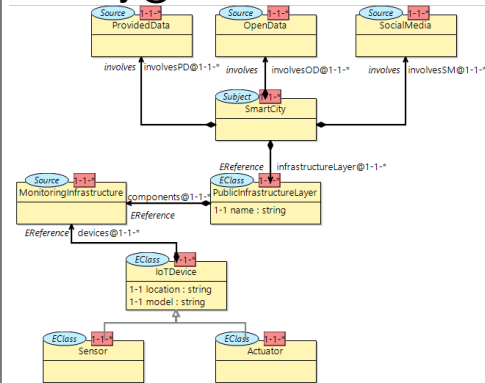 Source 1-1-*
ProvidedData
Source 1-1-*
OpenData
Source 1-1-*
SocialMedia
involves involvesPD@1-1-*
involves involvesOD@1-1-*
involves involvesSM@1-1-*
Subject 1-1-*
SmartCity
EReference infrastructureLayer@1-1-*
Source 1-1-*
MonitoringInfrastructure
components@1-1-*
EReference
EClass 1-1-*
PublicInfrastructureLayer
1-1 name : string
EReference devices@1-1-*
EClass 1-1-*
IoTDevice
1-1 location : string
1-1 model : string
EClass 1-1-*
Sensor
EClass 1-1-*
Actuator